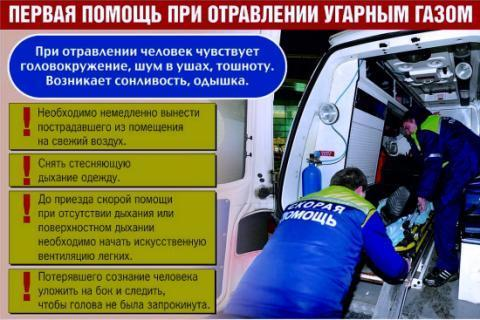 ПЕРВАЯ ПОМОЩЬ ПРИ ОТРАВЛЕНИИ УГАРНЫМ ГАЗОМ
При отравлении человек чувствует
головокружение, шум в ушах, тошноту.
Возникает сонливость, одышка.
! Необходимо немедленно вынести
пострадавшего из помещения
на свежий воздух.
! Снять стесняющую
дыхание одежду.
! До приезда скорой помощи
при отсутствии дыхания или
поверхностном дыхании
необходимо начать искусственную
вентиляцию легких.
! Потерявшего сознание человека
уложить на бок и следить,
чтобы голова не была запрокинута.
СКОРАЯ
ПОМОЩЬ